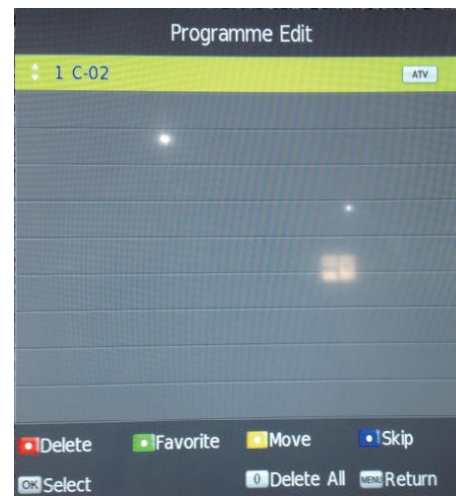 Programme Edit
1 C-02 ATV
Delete Favorite Move Skip
OK Select 0 Delete All MENU Return